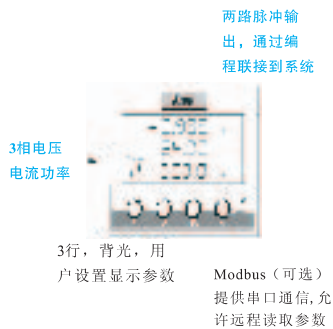 两路脉冲输
出，通过编
程联接到系统
3相电压
电流功率
3行，背光，用
户设置显示参数
Modbus（可选）
提供串口通信,允
许远程读取参数